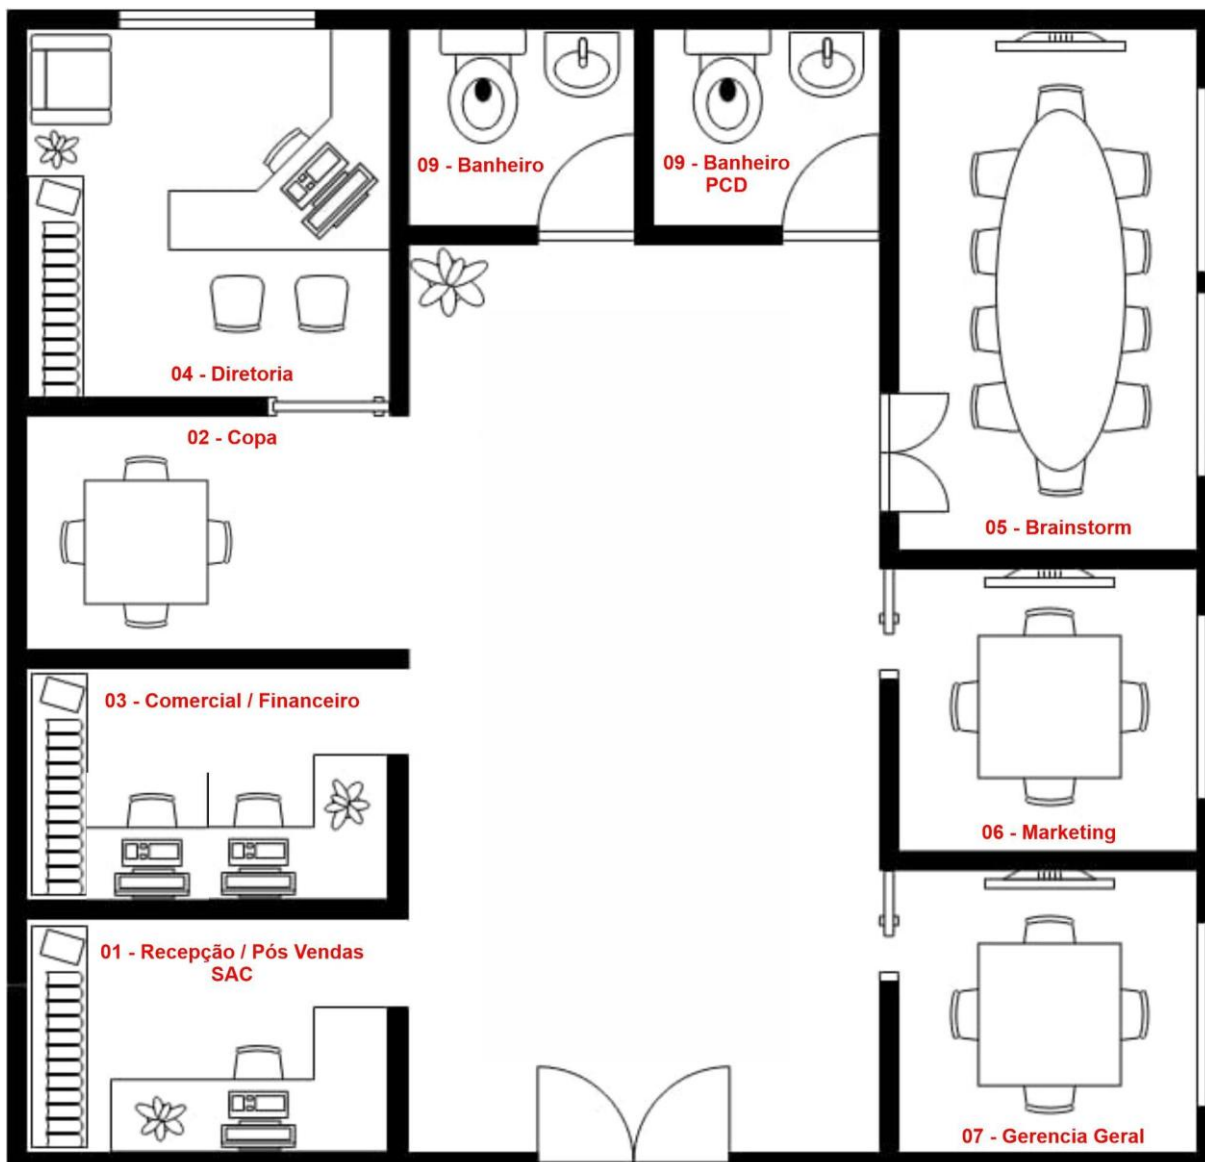 09 - Banheiro
09 - Banheiro
PCD
04 - Diretoria
02 - Copa
05 - Brainstorm
03 - Comercial / Financeiro
06 - Marketing
01 - Recepção / Pós Vendas
SAC
07 - Gerencia Geral